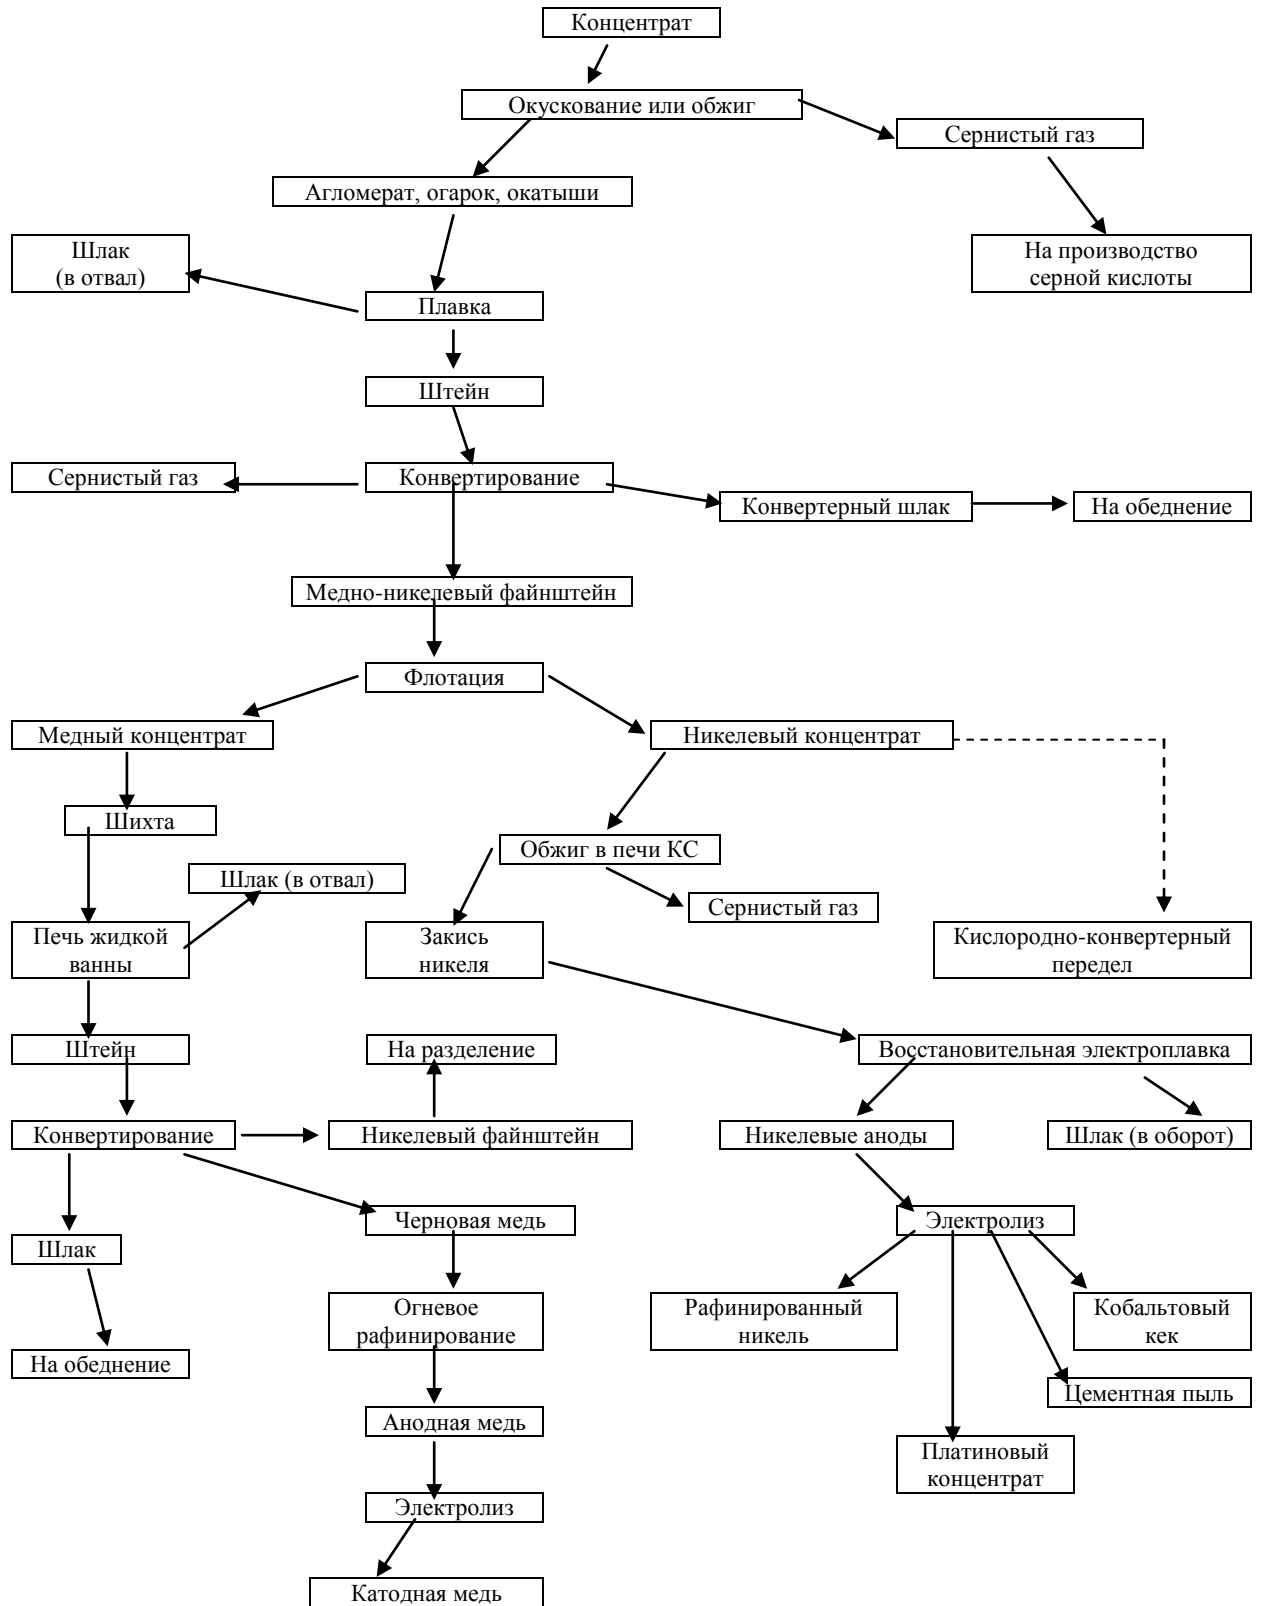 Концентрат
Окускование или обжиг
Сернистый газ
Агломерат, огарок, окатыши
Шлак
(в отвал)
На производство
серной кислоты
Плавка
Штейн
Сернистый газ
Конвертирование
Конвертерный шлак
На обеднение
Медно-никелевый файнштейн
Флотация
Медный концентрат
Никелевый концентрат
Шихта
Обжиг в печи КС
Шлак (в отвал)
Сернистый газ
Печь жидкой
ванны
Закись
никеля
Кислородно-конвертерный
передел
Штейн
На разделение
Восстановительная электроплавка
Конвертирование
Никелевый файнштейн
Никелевые аноды
Шлак (в оборот)
Черновая медь
Электролиз
Шлак
Огневое
рафинирование
Рафинированный
никель
Кобальтовый
кек
На обеднение
Цементная пыль
Анодная медь
Платиновый
концентрат
Электролиз
Катодная медь